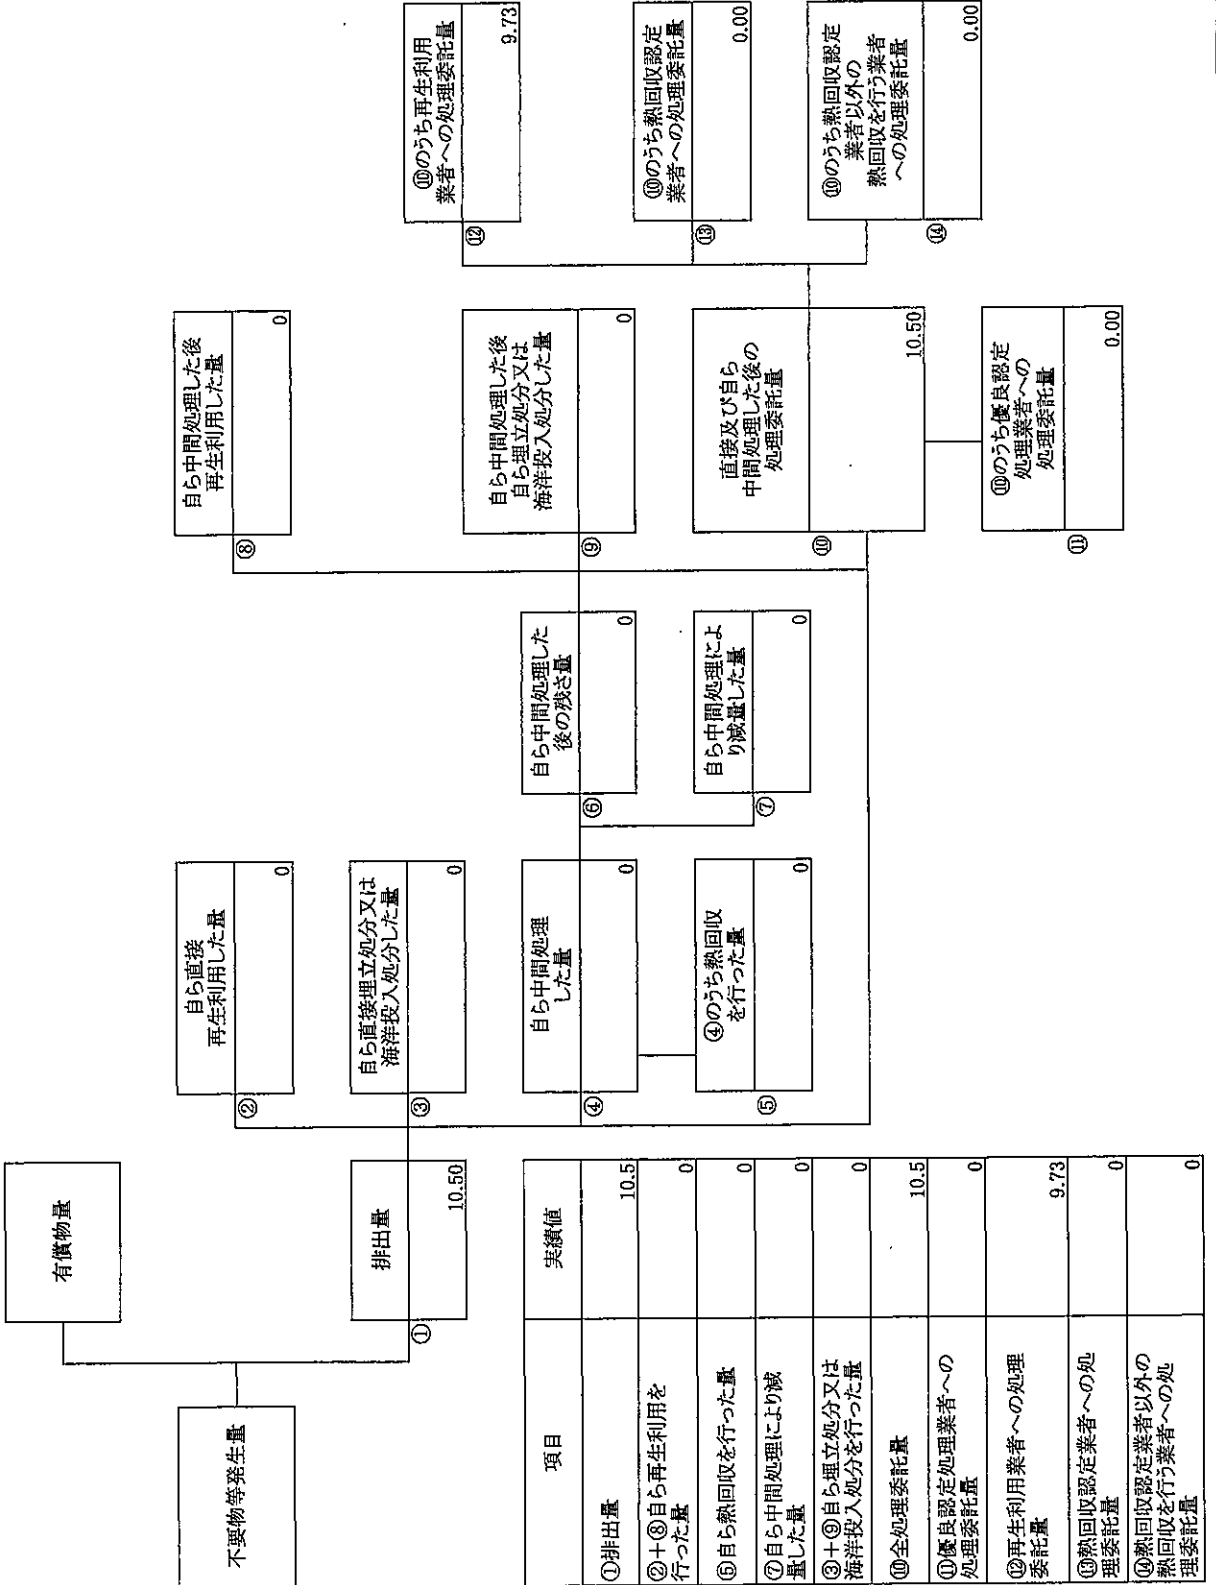 不要物等発生量
有償物量
①
排出量
10.50
②
自ら直接
再生利用した量
0
③
自ら直接埋立処分又は
海洋投入処分した量
0
④
自ら中間処理
した量
0
⑤
④のうち熱回収
を行った量
0
⑥
自ら中間処理した
後の残さ量
0
⑦
自ら中間処理によ
り減量した量
0
⑧
自ら中間処理した後
再生利用した量
0
⑨
自ら中間処理した後
自ら埋立処分又は
海洋投入処分した量
0
⑩
直接及び自ら
中間処理した後の
処理委託量
10.50
⑪
⑩のうち優良認定
処理業者への
処理委託量
0.00
⑫
⑩のうち再生利用
業者への処理委託量
9.73
⑬
⑩のうち熱回収認定
業者への処理委託量
0.00
⑭
⑩のうち熱回収認定
業者以外の
熱回収を行う業者
への処理委託量
0.00
項目 実績値
①排出量 10.5
②+⑧自ら再生利用を
行った量 0
⑤自ら熱回収を行った量 0
⑦自ら中間処理により減
量した量 0
③+⑨自ら埋立処分又は
海洋投入処分を行った量 0
⑩全処理委託量 10.5
⑪優良認定処理業者への
処理委託量 0
⑫再生利用業者への処理
委託量 9.73
⑬熱回収認定業者への処
理委託量 0
⑭熱回収認定業者以外の
熱回収を行う業者への処
理委託量 0